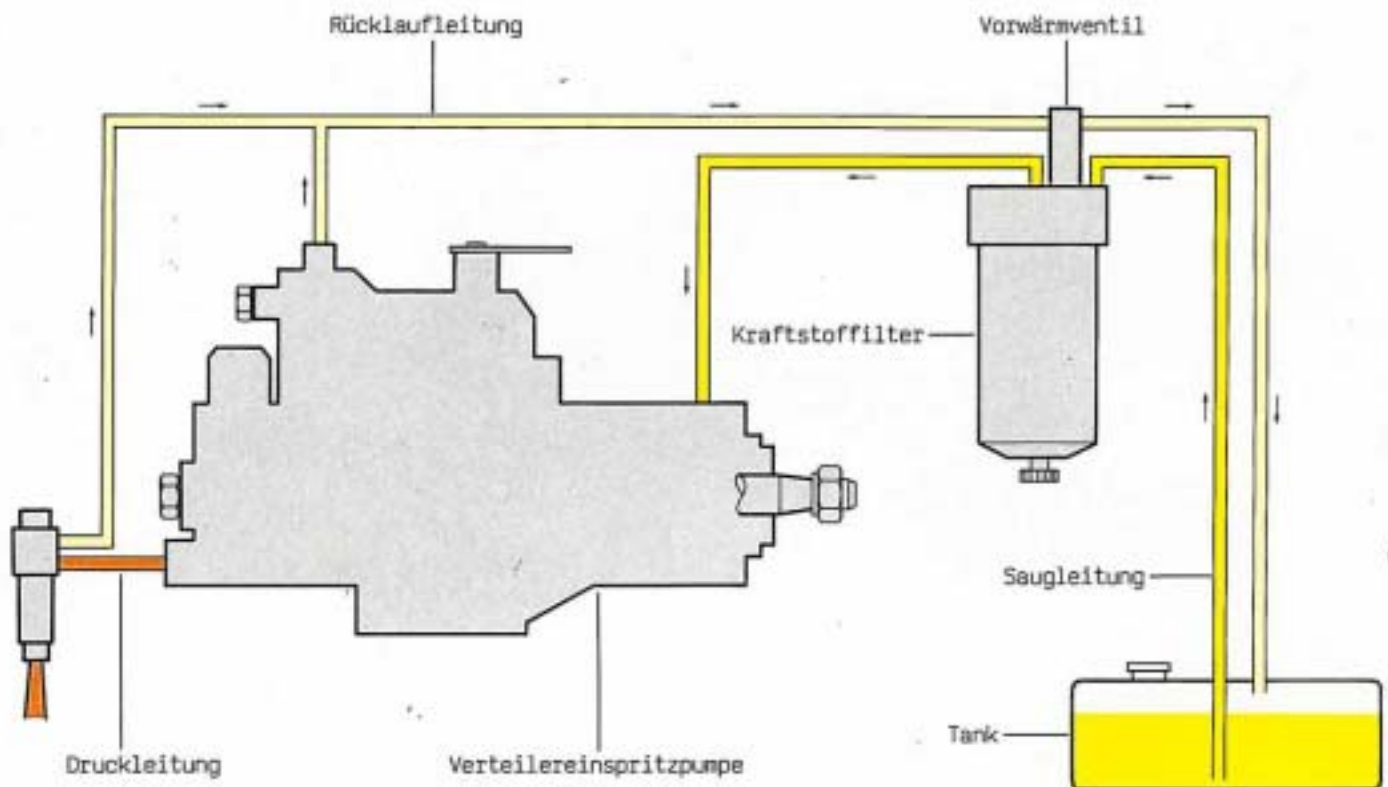 Rücklaufleitung
Vorwärmventil
Kraftstoffilter
Saugleitung
Tank
Druckleitung
Verteilereinspritzpumpe